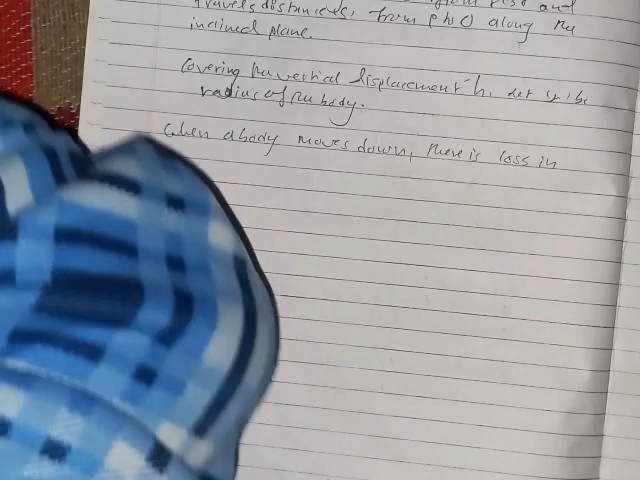 travels distance s, from P to O along the
inclined plane.
Covering the vertical displacement 'h', let 'r' be
radius of the body.
When a body moves down, there is loss in